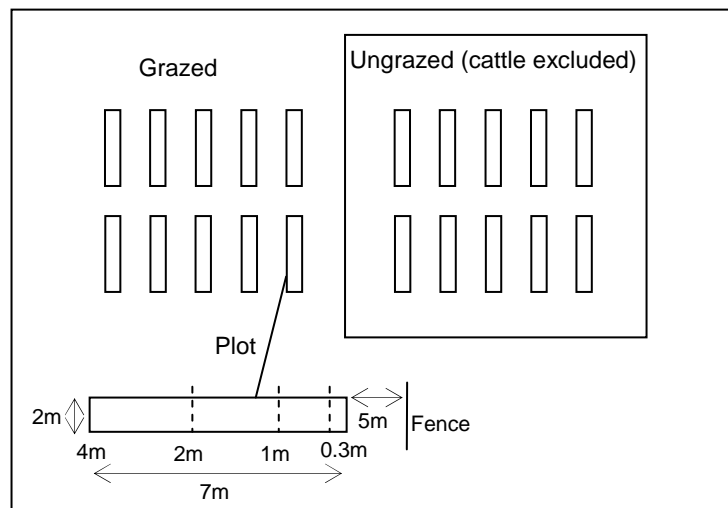 Grazed
Ungrazed (cattle excluded)
Plot
2m
5m
Fence
4m
2m
1m
0.3m
7m